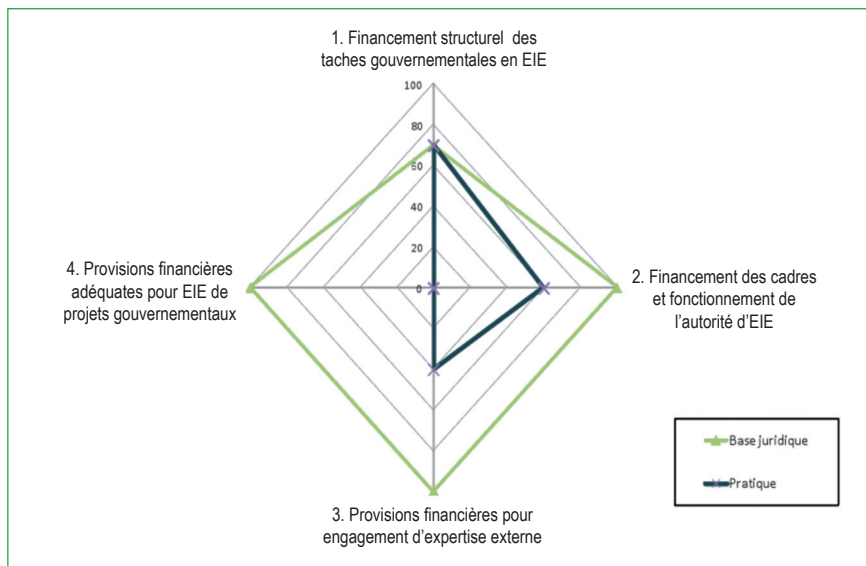 1. Financement structurel des
taches gouvernementales en EIE
100
80
60
40
20
0
4. Provisions financières
adéquates pour EIE de
projets gouvernementaux
2. Financement des cadres
et fonctionnement de
l'autorité d'EIE
3. Provisions financières pour
engagement d'expertise externe
Base juridique
Pratique